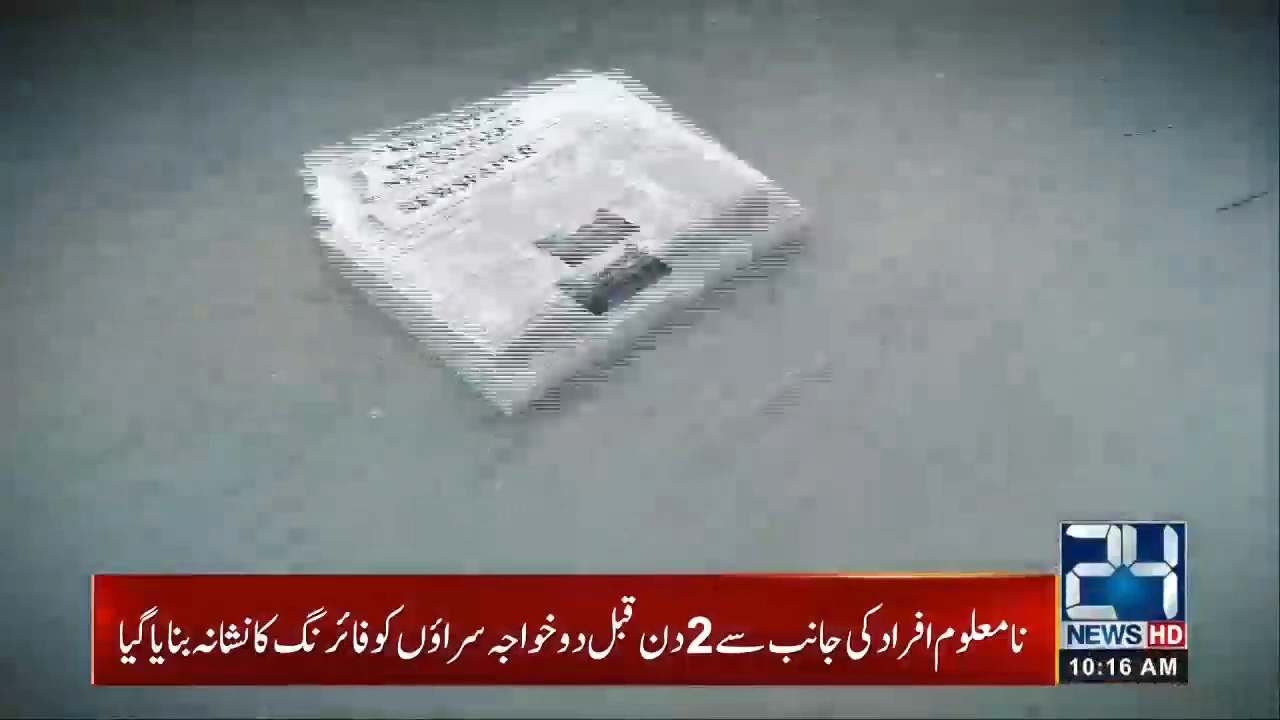 نامعلوم افراد کی جانب سے 2 دن قبل دو خواجہ سراؤں کو فائرنگ کا نشانہ بنایا گیا
24
NEWS HD
10:16 AM